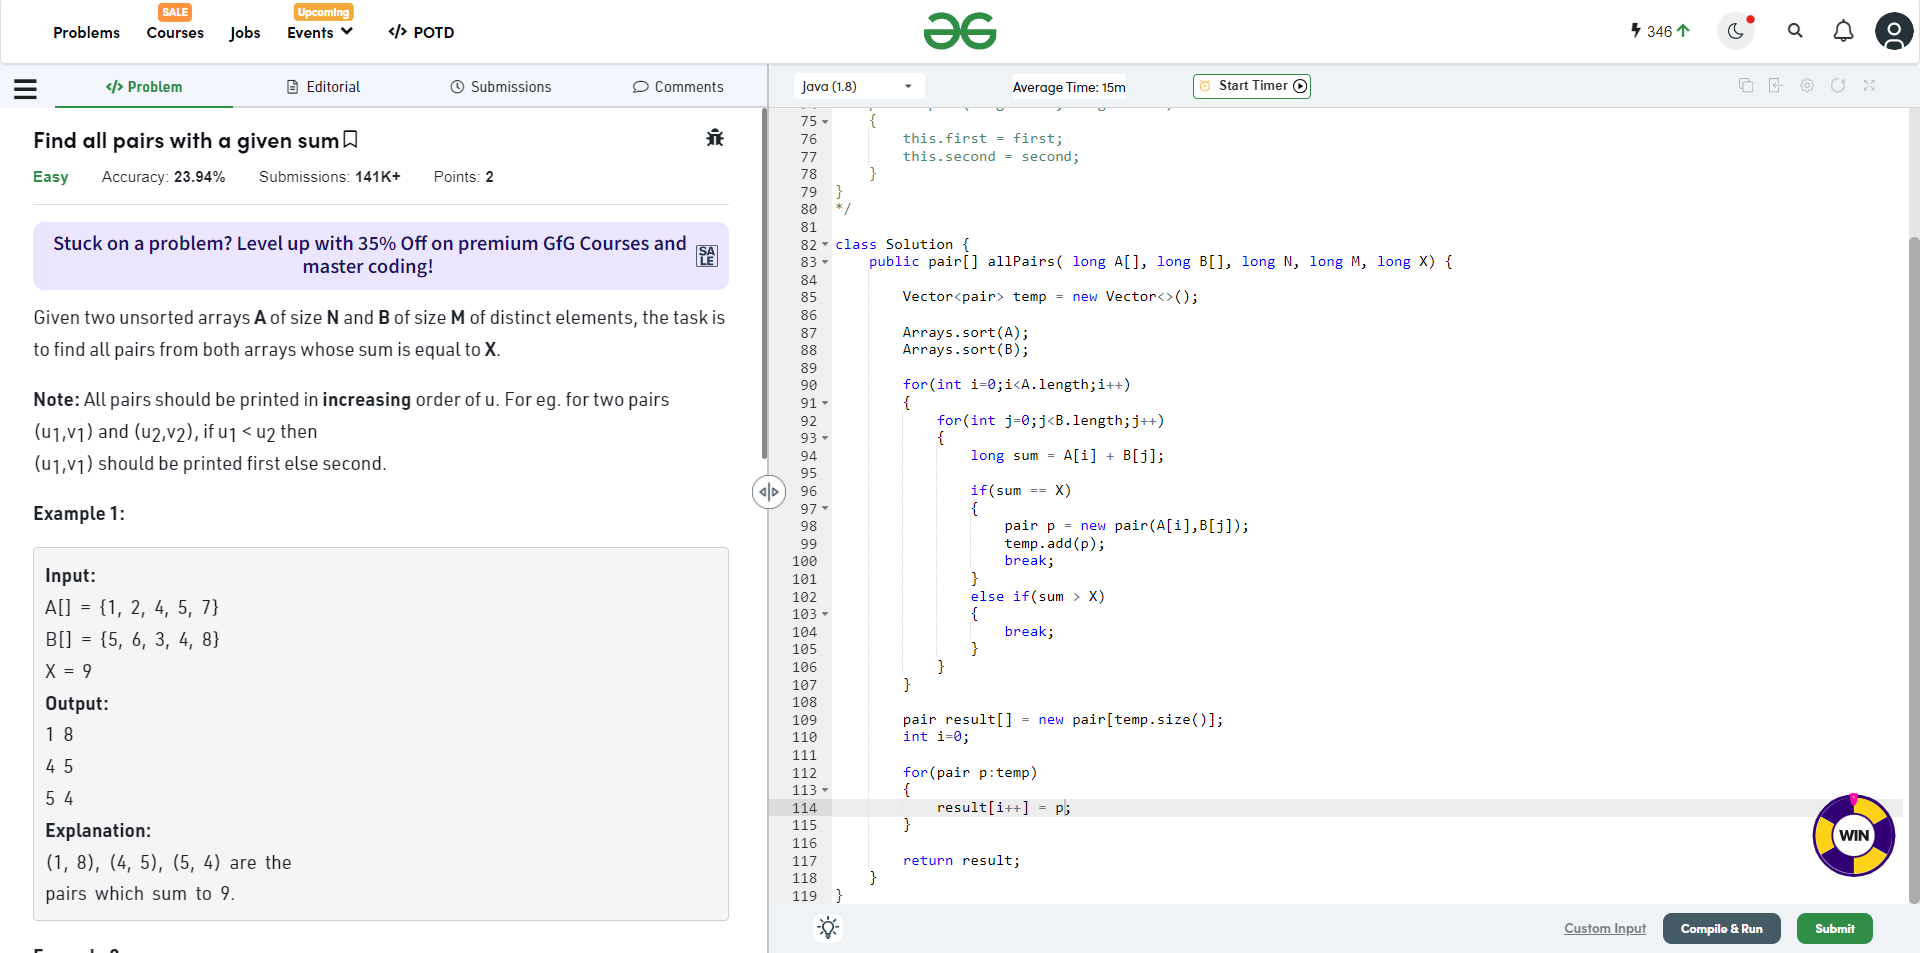 SALE
Upcoming
Problems
Courses
Jobs
Events
</> POTD
346
</> Problem
Editorial
Submissions
Comments
Java (1.8)
Average Time: 15m
Start Timer
Find all pairs with a given sum
Easy
Accuracy: 23.94%
Submissions: 141K+
Points: 2
Stuck on a problem? Level up with 35% Off on premium GfG Courses and
master coding!
SA
LE
Given two unsorted arrays A of size N and B of size M of distinct elements, the task is
to find all pairs from both arrays whose sum is equal to X.
Note: All pairs should be printed in increasing order of u. For eg. for two pairs
(u1,v1) and (u2,v2), if u1 < u2 then
(u1,v1) should be printed first else second.
Example 1:
Input:
A[] = {1, 2, 4, 5, 7}
B[] = {5, 6, 3, 4, 8}
X = 9
Output:
1 8
4 5
5 4
Explanation:
(1, 8), (4, 5), (5, 4) are the
pairs which sum to 9.
75 {
76 this.first = first;
77 this.second = second;
78 }
79 }
80 */
81
82 class Solution {
83 public pair[] allPairs( long A[], long B[], long N, long M, long X) {
84
85 Vector<pair> temp = new Vector<>();
86
87 Arrays.sort(A);
88 Arrays.sort(B);
89
90 for(int i=0;i<A.length;i++)
91 {
92 for(int j=0;j<B.length;j++)
93 {
94 long sum = A[i] + B[j];
95
96 if(sum == X)
97 {
98 pair p = new pair(A[i],B[j]);
99 temp.add(p);
100 break;
101 }
102 else if(sum > X)
103 {
104 break;
105 }
106 }
107 }
108
109 pair result[] = new pair[temp.size()];
110 int i=0;
111
112 for(pair p:temp)
113 {
114 result[i++] = p;
115 }
116
117 return result;
118 }
119 }
WIN
Custom Input
Compile & Run
Submit